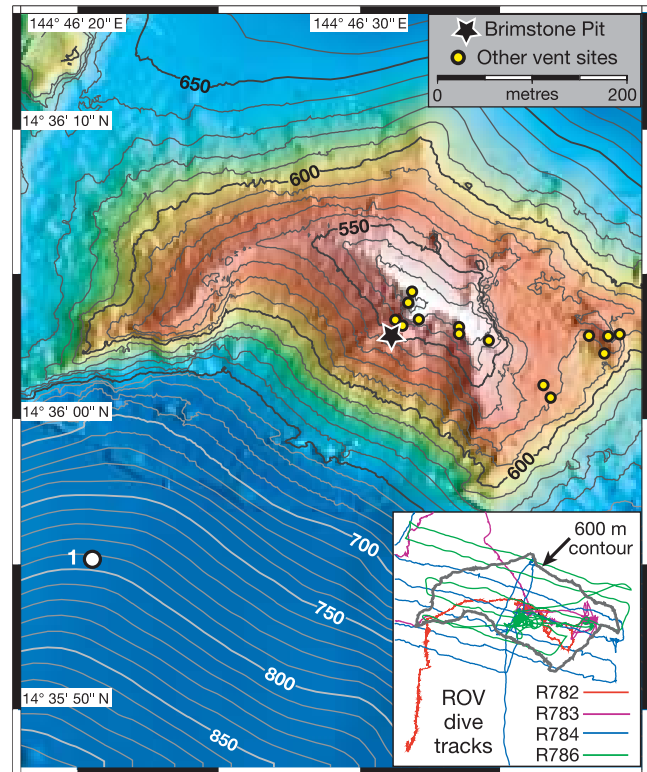 144° 46' 20" E
144° 46' 30" E
Brimstone Pit
Other vent sites
0
200
metres
650
14° 36' 10" N
600
550
14° 36' 00" N
600
700
1
750
800
850
14° 35' 50" N
600 m
contour
ROV
dive
tracks
R782
R783
R784
R786